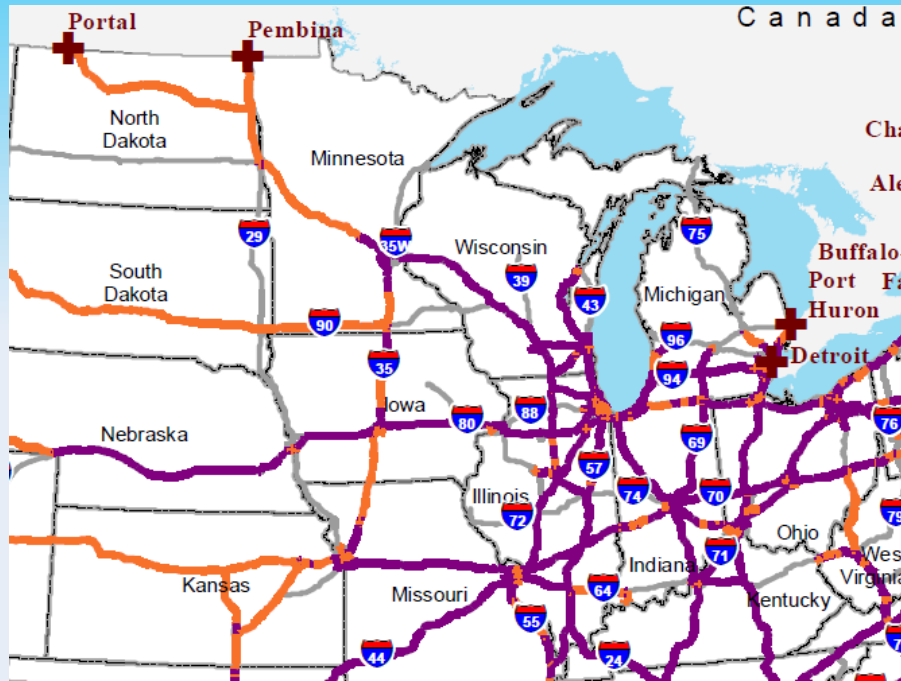 Canada
Portal
Pembina
North
Dakota
Minnesota
29
35W
Wisconsin
39
43
75
Michigan
Buffalo-
Port
Huron
96
94
Detroit
South
Dakota
90
35
Iowa
80
88
Nebraska
76
69
57
Illinois
72
74
70
Ohio
79
71
Indiana
West
Virginia
Kansas
Missouri
64
Kentucky
55
44
24